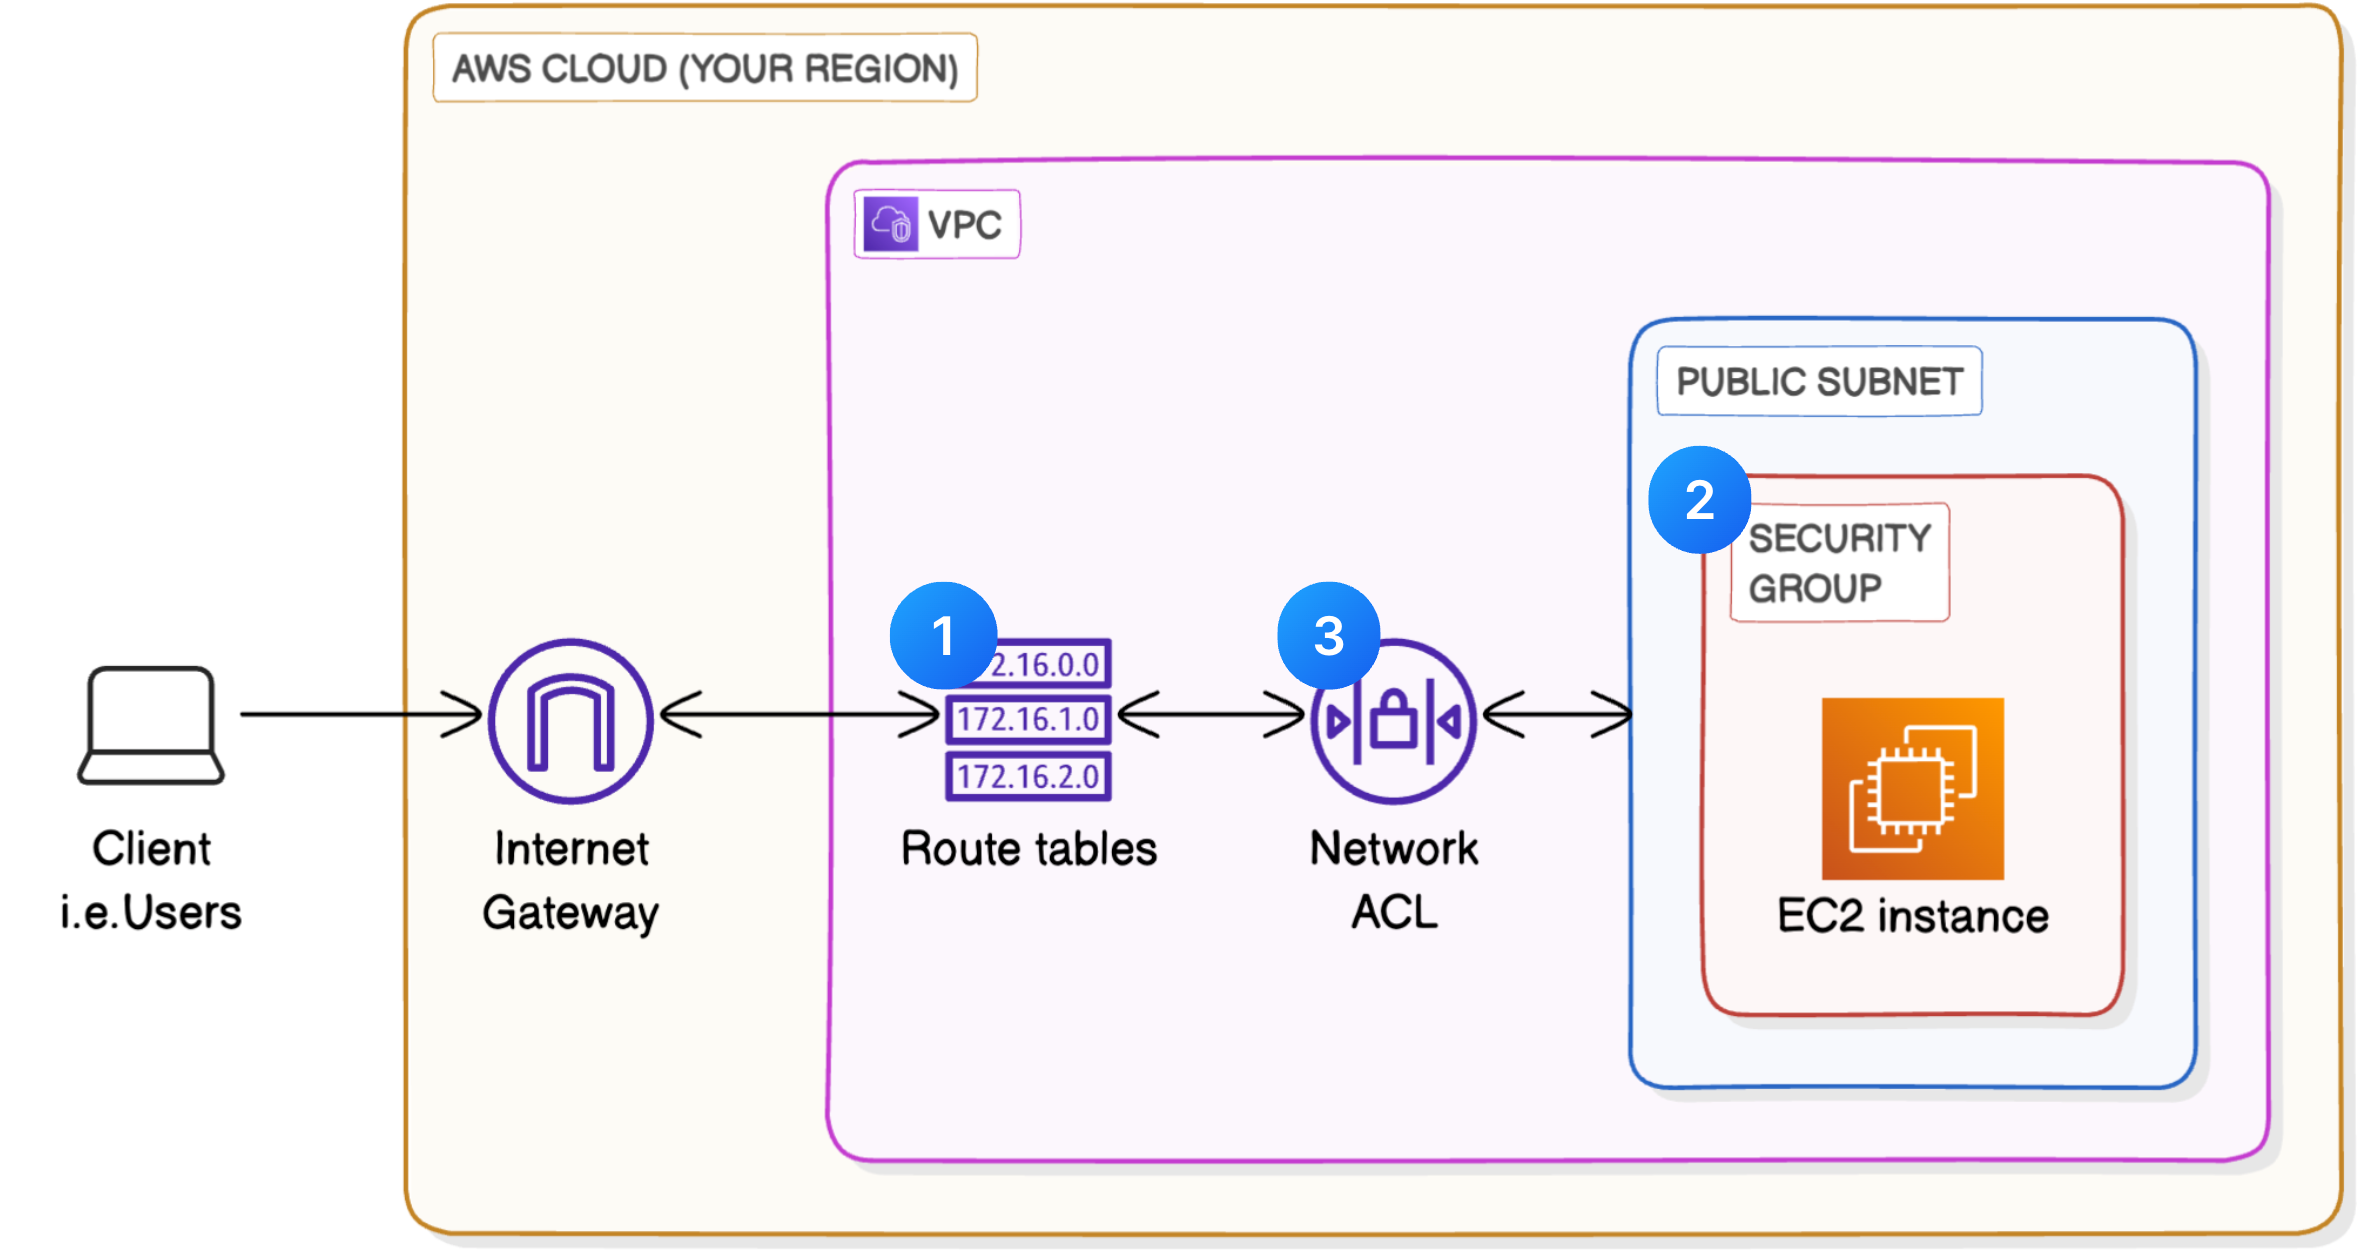 AWS CLOUD (YOUR REGION)
VPC
PUBLIC SUBNET
2
SECURITY
GROUP
1
3
2.16.0.0
172.16.1.0
172.16.2.0
Client
i.e.Users
Internet
Gateway
Route tables
Network
ACL
EC2 instance